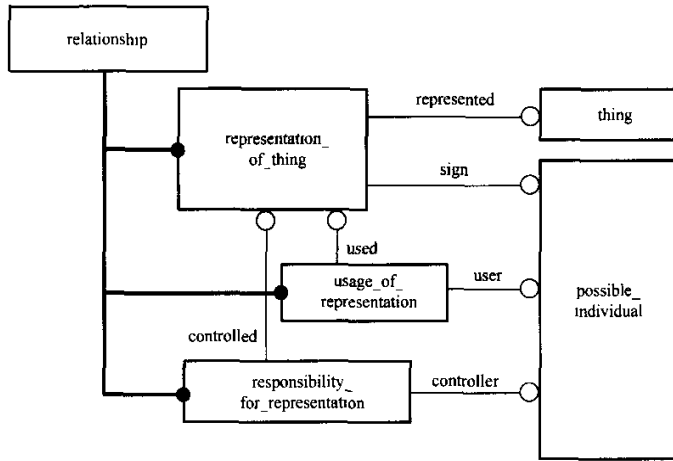 relationship
represented
thing
representation_
of_thing
sign
used
usage_of_
representation
user
possible_
individual
controlled
responsibility_
for_representation
controller